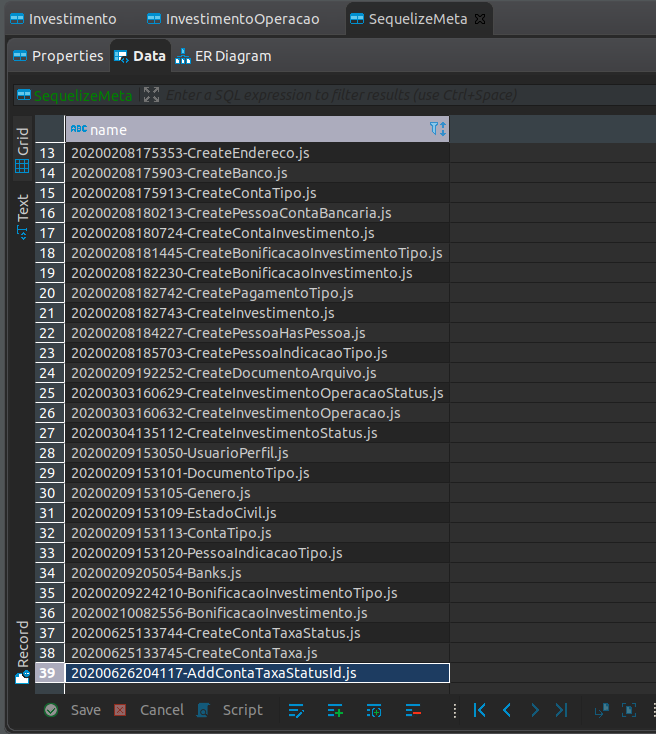 Investimento InvestimentoOperacao SequelizeMeta
Properties Data ER Diagram
SequelizeMeta Enter a SQL expression to filter results (use Ctrl+Space)
Grid
Text
Record
ABC name
13 20200208175353-CreateEndereco.js
14 20200208175903-CreateBanco.js
15 20200208175913-CreateContaTipo.js
16 20200208180213-CreatePessoaContaBancaria.js
17 20200208180724-CreateContaInvestimento.js
18 20200208181445-CreateBonificacaoInvestimentoTipo.js
19 20200208182230-CreateBonificacaoInvestimento.js
20 20200208182742-CreatePagamentoTipo.js
21 20200208182743-CreateInvestimento.js
22 20200208184227-CreatePessoaHasPessoa.js
23 20200208185703-CreatePessoaIndicacaoTipo.js
24 20200209192252-CreateDocumentoArquivo.js
25 20200303160629-CreateInvestimentoOperacaoStatus.js
26 20200303160632-CreateInvestimentoOperacao.js
27 20200304135112-CreateInvestimentoStatus.js
28 20200209153050-UsuarioPerfil.js
29 20200209153101-DocumentoTipo.js
30 20200209153105-Genero.js
31 20200209153109-EstadoCivil.js
32 20200209153113-ContaTipo.js
33 20200209153120-PessoaIndicacaoTipo.js
34 20200209205054-Banks.js
35 20200209224210-BonificacaoInvestimentoTipo.js
36 20200210082556-BonificacaoInvestimento.js
37 20200625133744-CreateContaTaxaStatus.js
38 20200625133745-CreateContaTaxa.js
39 20200626204117-AddContaTaxaStatusId.js
Save Cancel Script